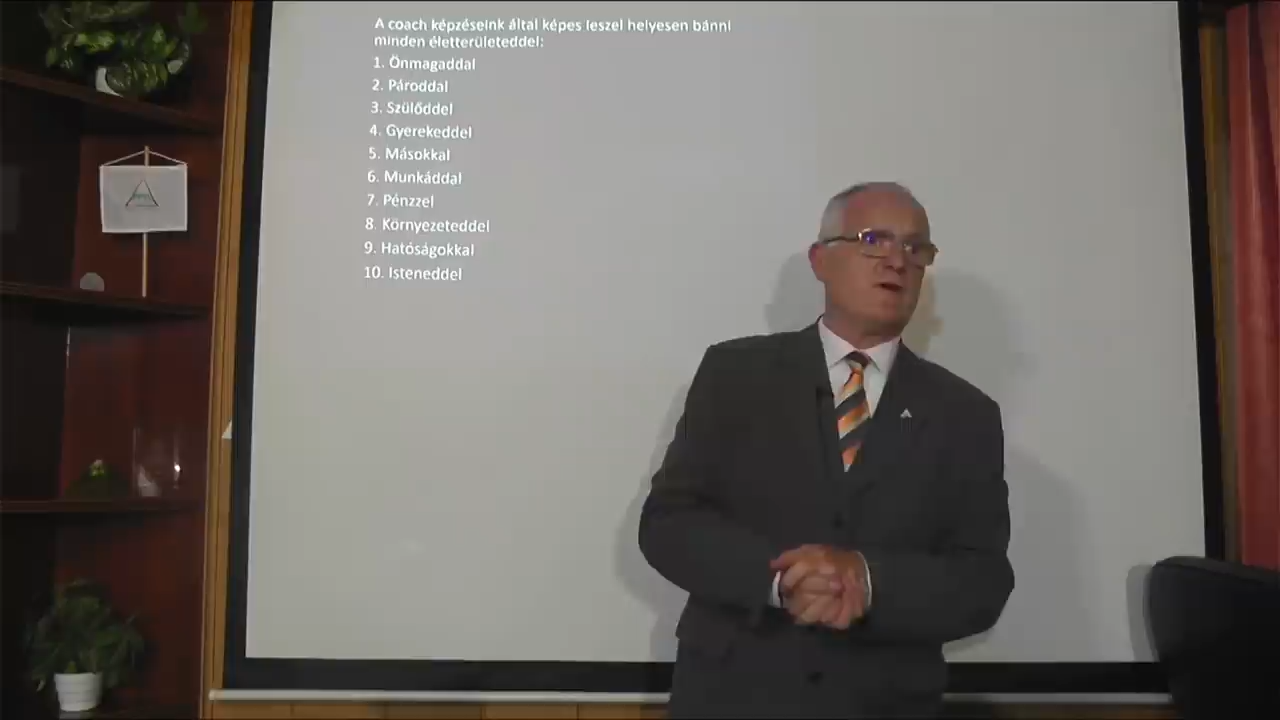 A coach képzéseink által képes leszel helyesen bánni
minden életterületeddel:
1. Önmagaddal
2. Pároddal
3. Szülőddel
4. Gyerekeddel
5. Másokkal
6. Munkáddal
7. Pénzzel
8. Környezeteddel
9. Hatóságokkal
10. Isteneddel